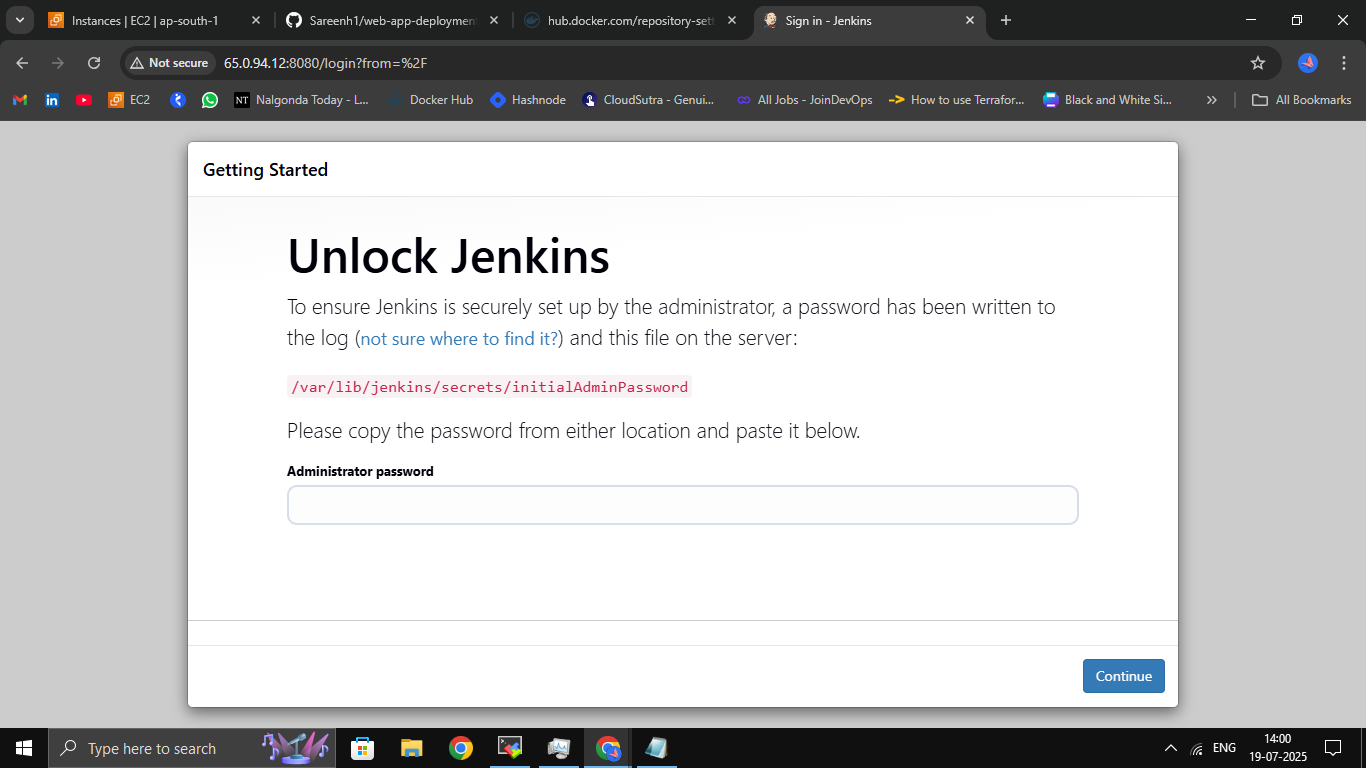 Instances | EC2 | ap-south-1
Sareenh1/web-app-deploymen
hub.docker.com/repository-set
Sign in - Jenkins
Not secure
65.0.94.12:8080/login?from=%2F
EC2
NT
Nalgonda Today - L...
Docker Hub
Hashnode
CloudSutra - Genui...
All Jobs - JoinDevOps
How to use Terrafor...
Black and White Si...
All Bookmarks
Getting Started
Unlock Jenkins
To ensure Jenkins is securely set up by the administrator, a password has been written to
the log (not sure where to find it?) and this file on the server:
/var/lib/jenkins/secrets/initialAdminPassword
Please copy the password from either location and paste it below.
Administrator password
Continue
Type here to search
ENG
14:00
19-07-2025